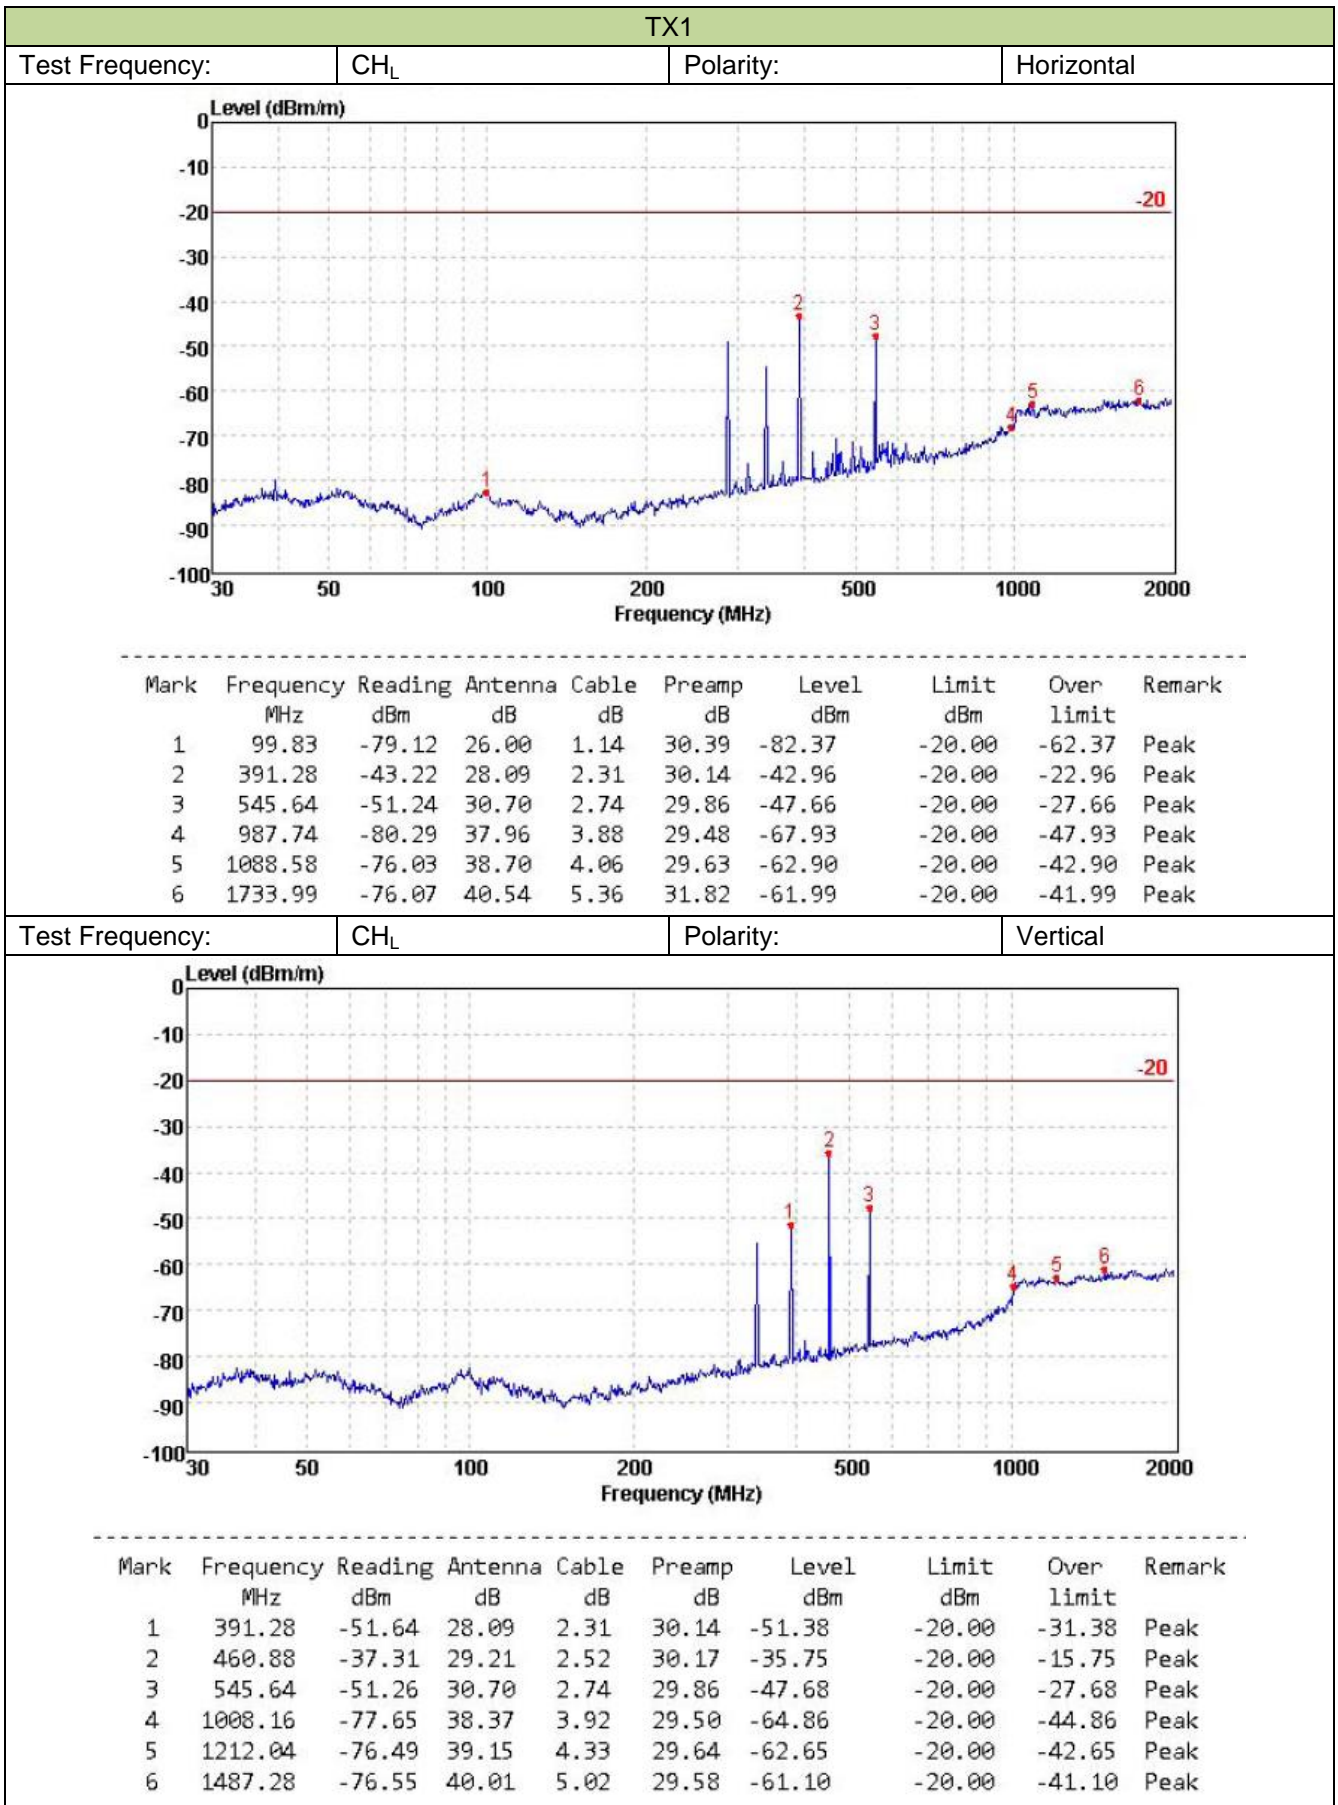 TX1
Test Frequency: CHL Polarity: Horizontal
Level (dBm/m)
0
-10
-20
-20
-30
-40
2
3
-50
-60
5
6
4
-70
-80
1
-90
-100
30 50 100 200 500 1000 2000
Frequency (MHz)
Mark Frequency Reading Antenna Cable Preamp Level Limit Over Remark
MHz dBm dB dB dB dBm dBm limit
1 99.83 -79.12 26.00 1.14 30.39 -82.37 -20.00 -62.37 Peak
2 391.28 -43.22 28.09 2.31 30.14 -42.96 -20.00 -22.96 Peak
3 545.64 -51.24 30.70 2.74 29.86 -47.66 -20.00 -27.66 Peak
4 987.74 -80.29 37.96 3.88 29.48 -67.93 -20.00 -47.93 Peak
5 1088.58 -76.03 38.70 4.06 29.63 -62.90 -20.00 -42.90 Peak
6 1733.99 -76.07 40.54 5.36 31.82 -61.99 -20.00 -41.99 Peak
Test Frequency: CHL Polarity: Vertical
Level (dBm/m)
0
-10
-20
-20
-30
2
-40
3
1
-50
-60
6
5
4
-70
-80
-90
-100
30 50 100 200 500 1000 2000
Frequency (MHz)
Mark Frequency Reading Antenna Cable Preamp Level Limit Over Remark
MHz dBm dB dB dB dBm dBm limit
1 391.28 -51.64 28.09 2.31 30.14 -51.38 -20.00 -31.38 Peak
2 460.88 -37.31 29.21 2.52 30.17 -35.75 -20.00 -15.75 Peak
3 545.64 -51.26 30.70 2.74 29.86 -47.68 -20.00 -27.68 Peak
4 1008.16 -77.65 38.37 3.92 29.50 -64.86 -20.00 -44.86 Peak
5 1212.04 -76.49 39.15 4.33 29.64 -62.65 -20.00 -42.65 Peak
6 1487.28 -76.55 40.01 5.02 29.58 -61.10 -20.00 -41.10 Peak